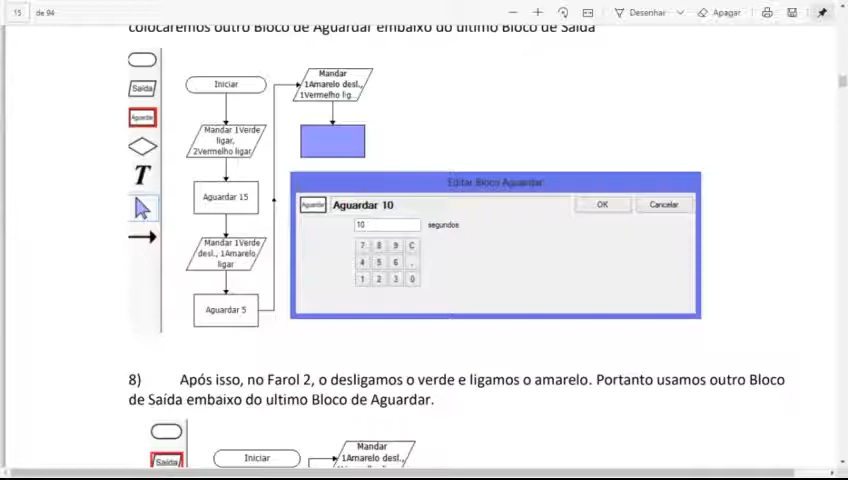 15 de 94
Desenhar
Apagar
colocaremos outro Bloco de Aguardar embaixo do ultimo Bloco de Saída
Saída
Aguardar
T
Iniciar
Mandar 1Verde
ligar,
2Vermelho ligar
Aguardar 15
Mandar 1Verde
desl., 1Amarelo
ligar
Aguardar 5
Mandar
1Amarelo desl.,
1Vermelho lig...
Editar Bloco Aguardar
Aguardar
Aguardar 10
OK
Cancelar
10
segundos
7 8 9 C
4 5 6 .
1 2 3 0
8) Após isso, no Farol 2, o desligamos o verde e ligamos o amarelo. Portanto usamos outro Bloco
de Saída embaixo do ultimo Bloco de Aguardar.
Saída
Iniciar
Mandar
1Amarelo desl.,